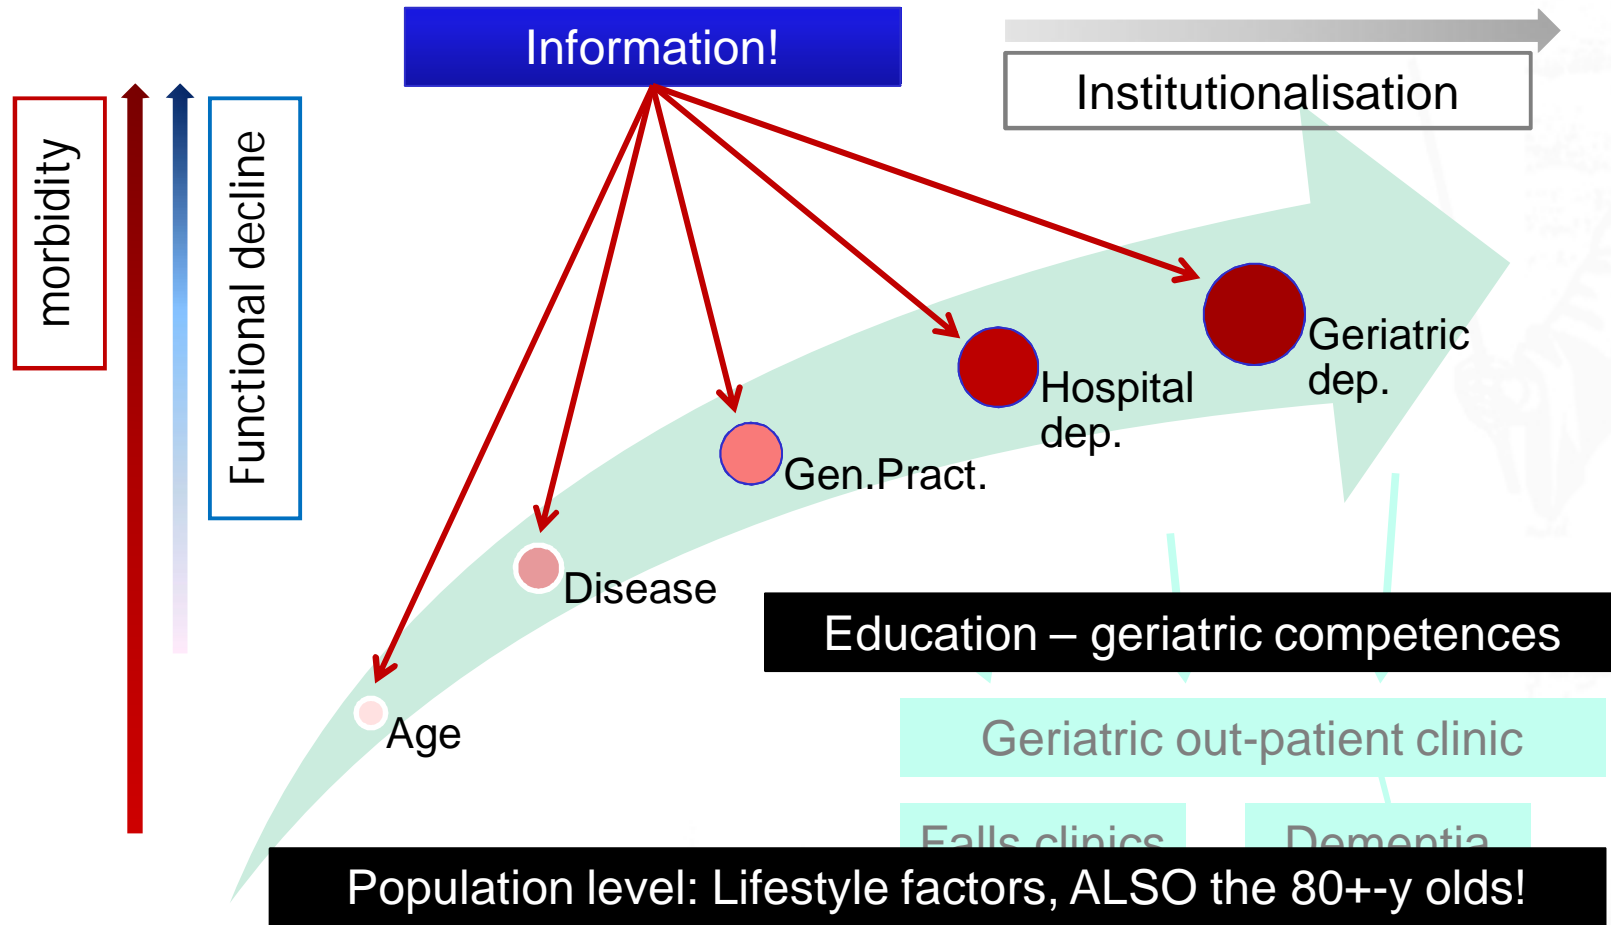 Information!
Institutionalisation
morbidity
Functional decline
Geriatric
dep.
Hospital
dep.
Gen.Pract.
Disease
Age
Education – geriatric competences
Geriatric out-patient clinic
Falls clinics
Dementia
Population level: Lifestyle factors, ALSO the 80+-y olds!